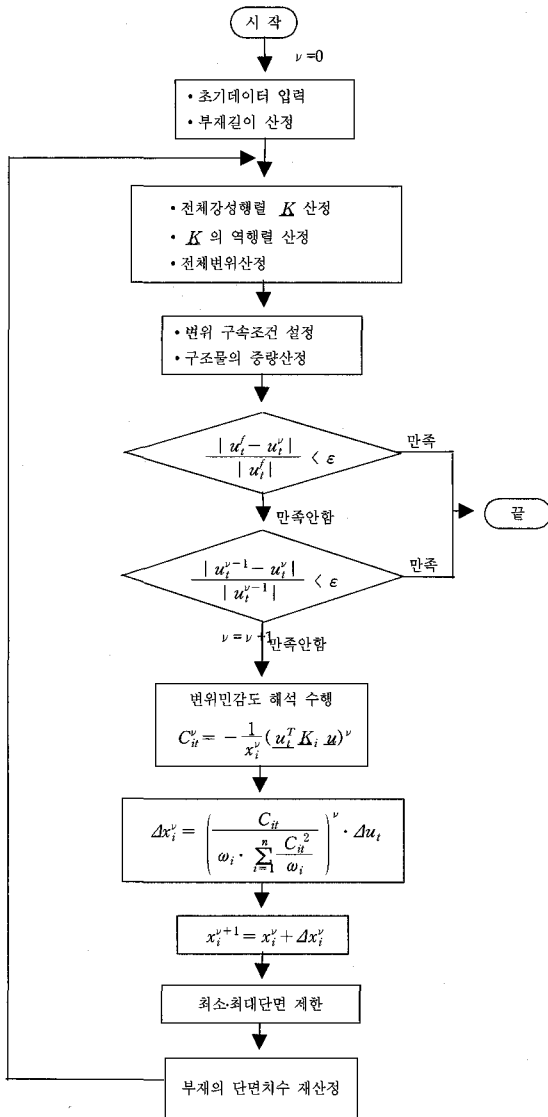 시 작
ν=0
• 초기데이터 입력
• 부재길이 산정
• 전체강성행렬 K 산정
• K 의 역행렬 산정
• 전체변위산정
• 변위 구속조건 설정
• 구조물의 중량산정
| u_t^f − u_t^ν | / | u_t^f | < ε
만족
만족안함
끝
| u_t^{ν−1} − u_t^ν | / | u_t^{ν−1} | < ε
만족
ν = ν +1
만족안함
변위민감도 해석 수행
C_{it}^ν = − 1 / x_i^ν ( u_t^T K_i u )^ν
Δx_i^ν = ( C_{it} / ( ω_i · Σ_{i=1}^n C_{it}^2 / ω_i ) )^ν · Δu_t
x_i^{ν+1} = x_i^ν + Δx_i^ν
최소·최대단면 제한
부재의 단면치수 재산정